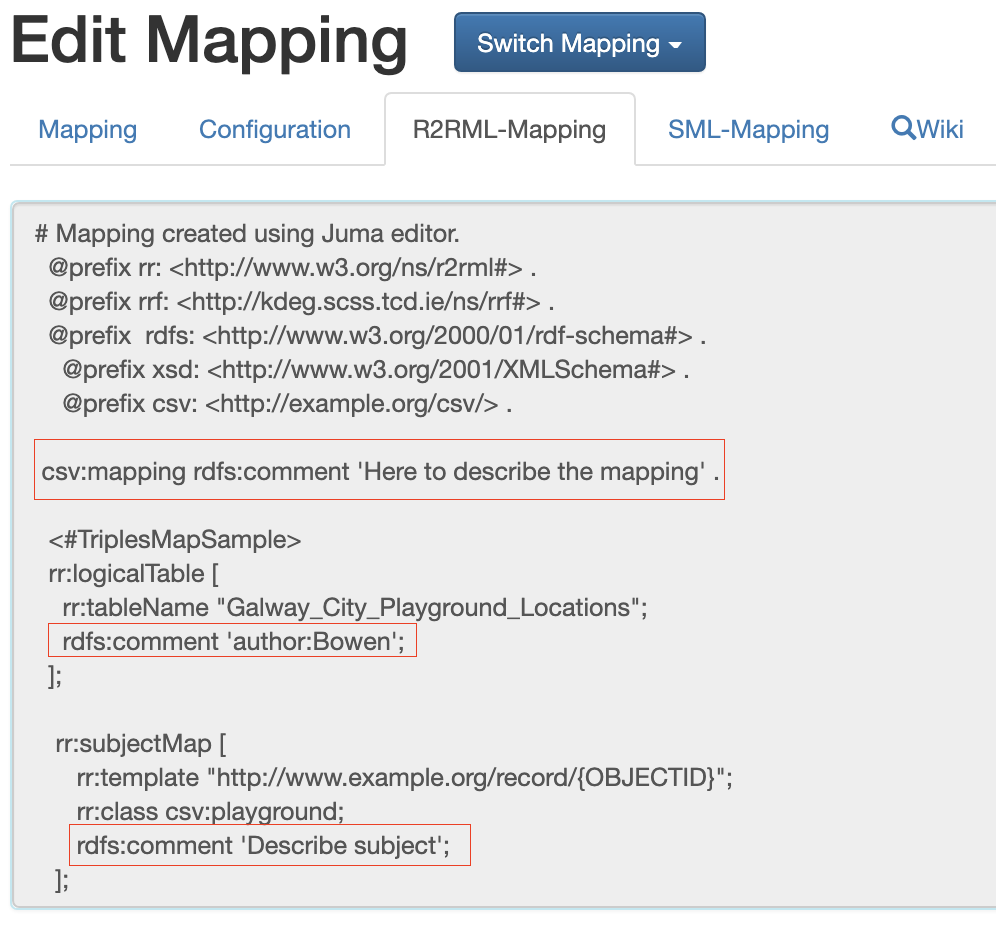 Edit Mapping
Switch Mapping
Mapping Configuration R2RML-Mapping SML-Mapping Wiki
# Mapping created using Juma editor.
@prefix rr: <http://www.w3.org/ns/r2rml#> .
@prefix rrf: <http://kdeg.scss.tcd.ie/ns/rrf#> .
@prefix  rdfs: <http://www.w3.org/2000/01/rdf-schema#> .
@prefix xsd: <http://www.w3.org/2001/XMLSchema#> .
@prefix csv: <http://example.org/csv/> .
csv:mapping rdfs:comment 'Here to describe the mapping' .
<#TriplesMapSample>
rr:logicalTable [
rr:tableName "Galway_City_Playground_Locations";
rdfs:comment 'author:Bowen';
];
rr:subjectMap [
rr:template "http://www.example.org/record/{OBJECTID}";
rr:class csv:playground;
rdfs:comment 'Describe subject';
];